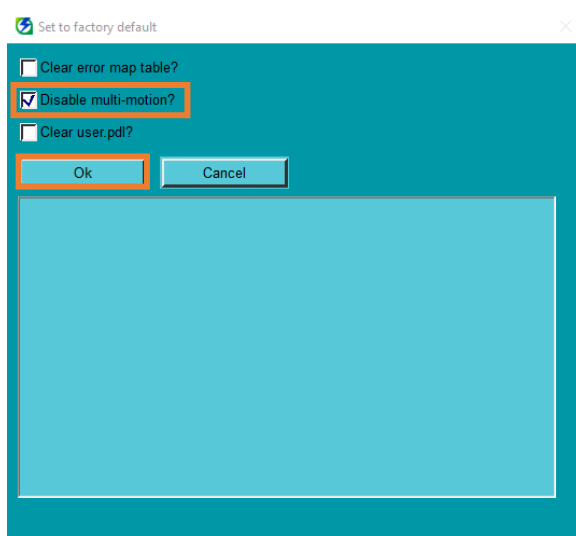 Set to factory default
Clear error map table?
Disable multi-motion?
Clear user.pdl?
Ok Cancel